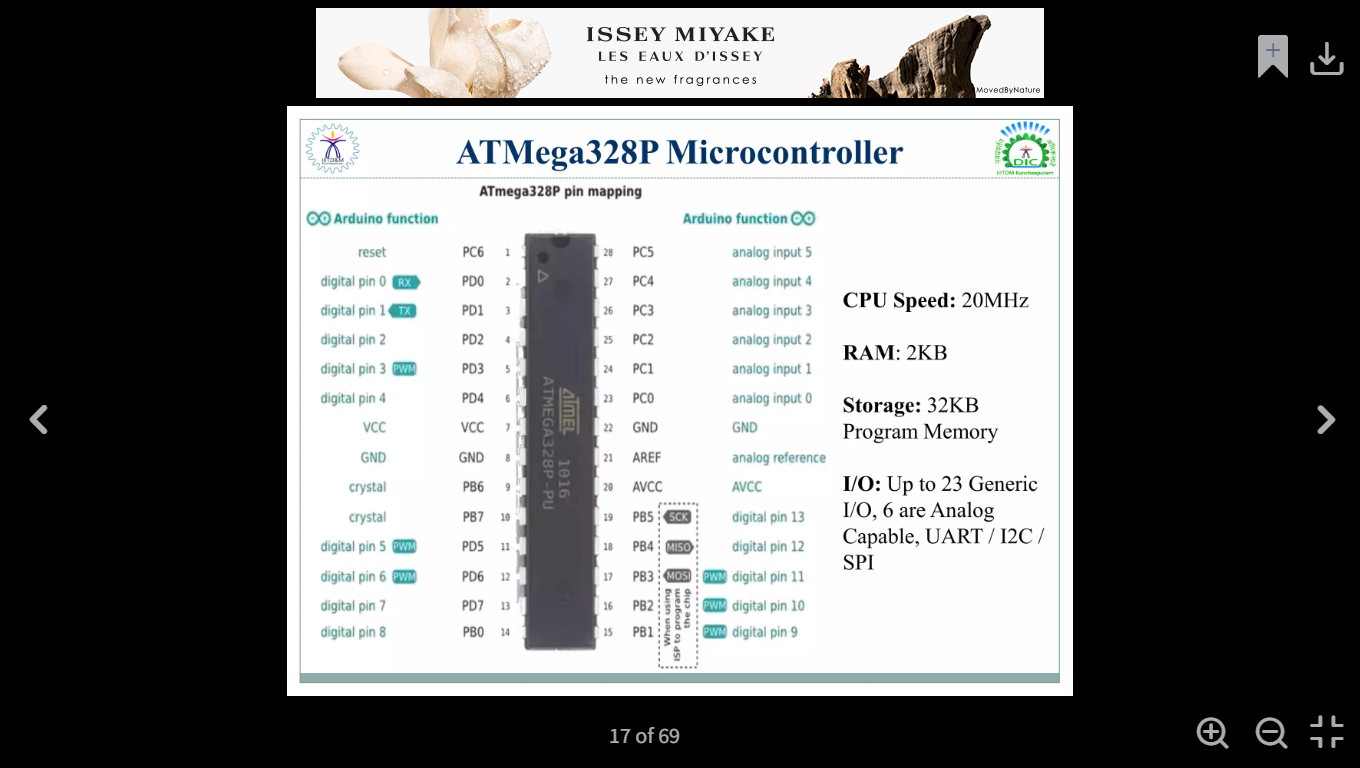 ISSEY MIYAKE
LES EAUX D'ISSEY
the new fragrances
MovedByNature
ATMega328P Microcontroller
DIC
IIITDM Kancheepuram
ATmega328P pin mapping
Arduino function
Arduino function
reset PC6 1 28 PC5 analog input 5
digital pin 0 RX PD0 2 27 PC4 analog input 4
digital pin 1 TX PD1 3 26 PC3 analog input 3
digital pin 2 PD2 4 25 PC2 analog input 2
digital pin 3 PWM PD3 5 24 PC1 analog input 1
digital pin 4 PD4 6 23 PC0 analog input 0
VCC VCC 7 22 GND GND
GND GND 8 21 AREF analog reference
crystal PB6 9 20 AVCC AVCC
crystal PB7 10 19 PB5 SCK digital pin 13
digital pin 5 PWM PD5 11 18 PB4 MISO digital pin 12
digital pin 6 PWM PD6 12 17 PB3 MOSI PWM digital pin 11
digital pin 7 PD7 13 16 PB2 PWM digital pin 10
digital pin 8 PB0 14 15 PB1 PWM digital pin 9
ATMEL
ATMEGA328P-PU
1016
When using
ISP to program
the chip
CPU Speed: 20MHz
RAM: 2KB
Storage: 32KB
Program Memory
I/O: Up to 23 Generic
I/O, 6 are Analog
Capable, UART / I2C /
SPI
17 of 69